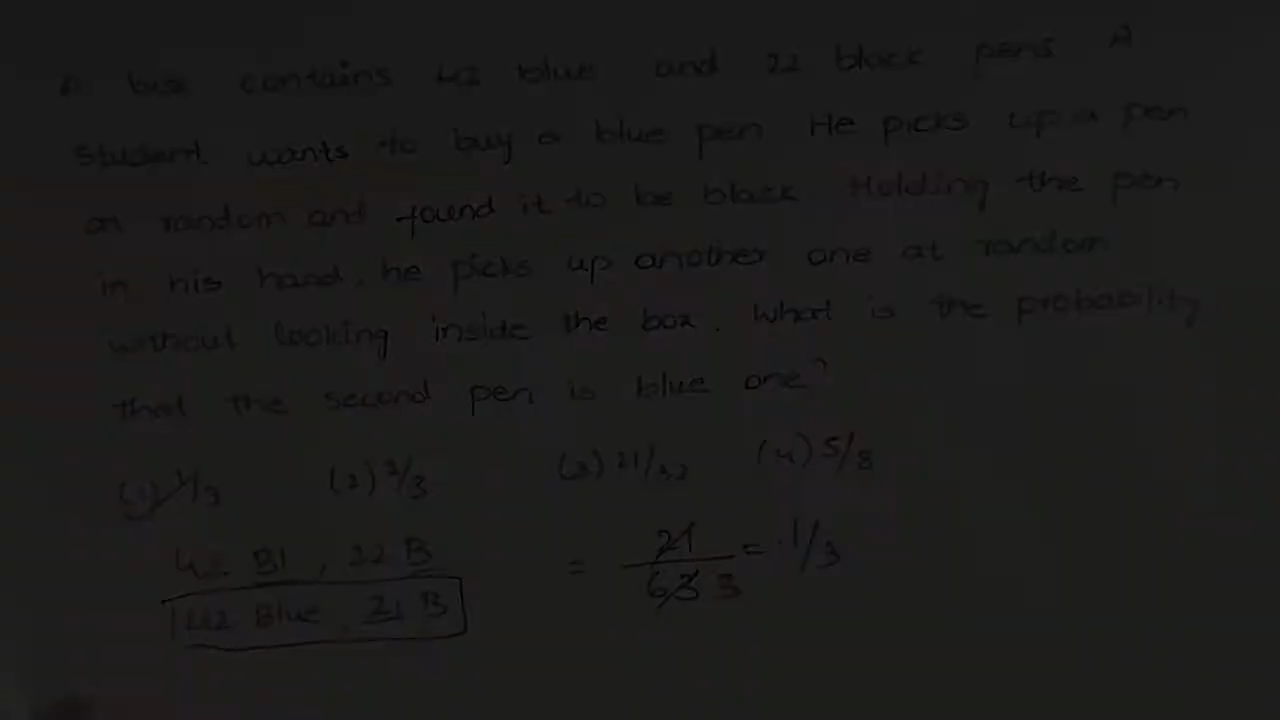 A box contains 42 blue and 22 black pens A
student wants to buy a blue pen He picks up a pen
at random and found it to be black Holding the pen
in his hand, he picks up another one at random
without looking inside the box. What is the probability
that the second pen is blue one?
(1) 1/3 (2) 2/3 (3) 21/32 (4) 5/8
42 Bl, 22 B = 21/63 3 = 1/3
42 Blue, 21 B